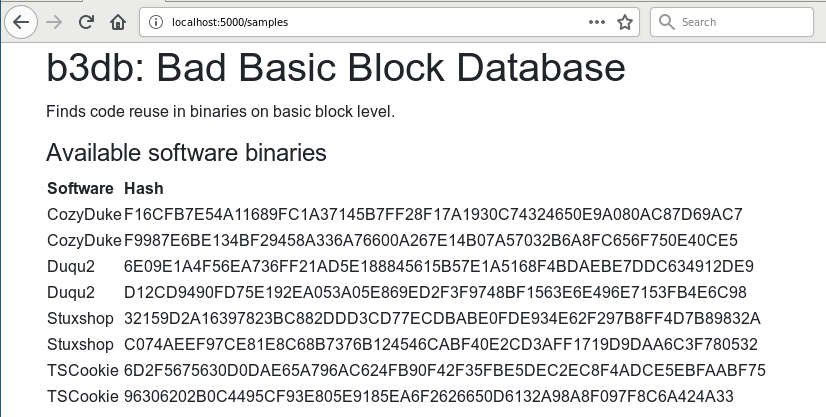 localhost:5000/samples
Search
b3db: Bad Basic Block Database
Finds code reuse in binaries on basic block level.
Available software binaries
Software Hash
CozyDuke F16CFB7E54A11689FC1A37145B7FF28F17A1930C74324650E9A080AC87D69AC7
CozyDuke F9987E6BE134BF29458A336A76600A267E14B07A57032B6A8FC656F750E40CE5
Duqu2 6E09E1A4F56EA736FF21AD5E188845615B57E1A5168F4BDAEBE7DDC634912DE9
Duqu2 D12CD9490FD75E192EA053A05E869ED2F3F9748BF1563E6E496E7153FB4E6C98
Stuxshop 32159D2A16397823BC882DDD3CD77ECDBABE0FDE934E62F297B8FF4D7B89832A
Stuxshop C074AEEF97CE81E8C68B7376B124546CABF40E2CD3AFF1719D9DAA6C3F780532
TSCookie 6D2F5675630D0DAE65A796AC624FB90F42F35FBE5DEC2EC8F4ADCE5EBFAABF75
TSCookie 96306202B0C4495CF93E805E9185EA6F2626650D6132A98A8F097F8C6A424A33